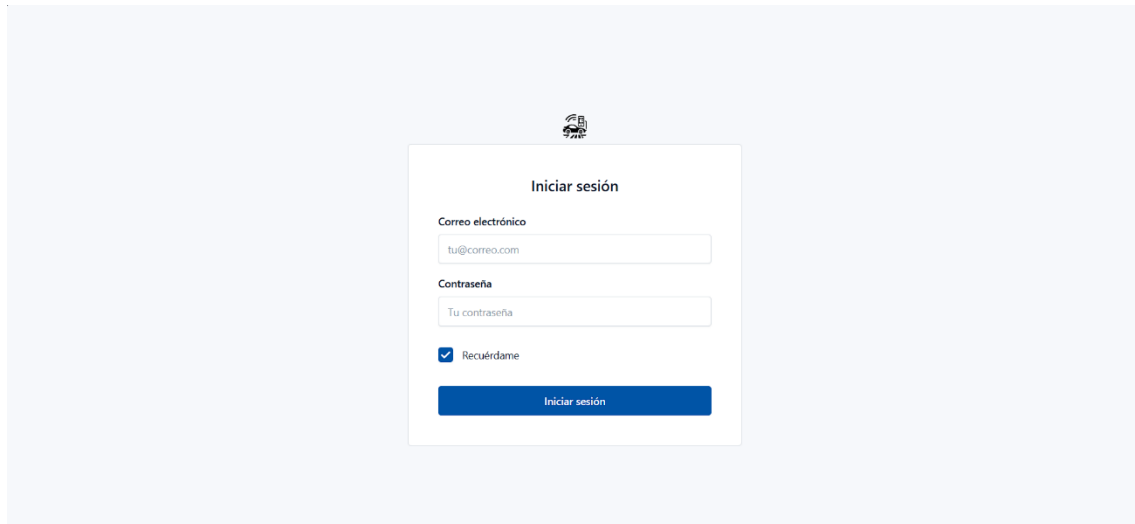 Iniciar sesión
Correo electrónico
tu@correo.com
Contraseña
Tu contraseña
Recuérdame
Iniciar sesión